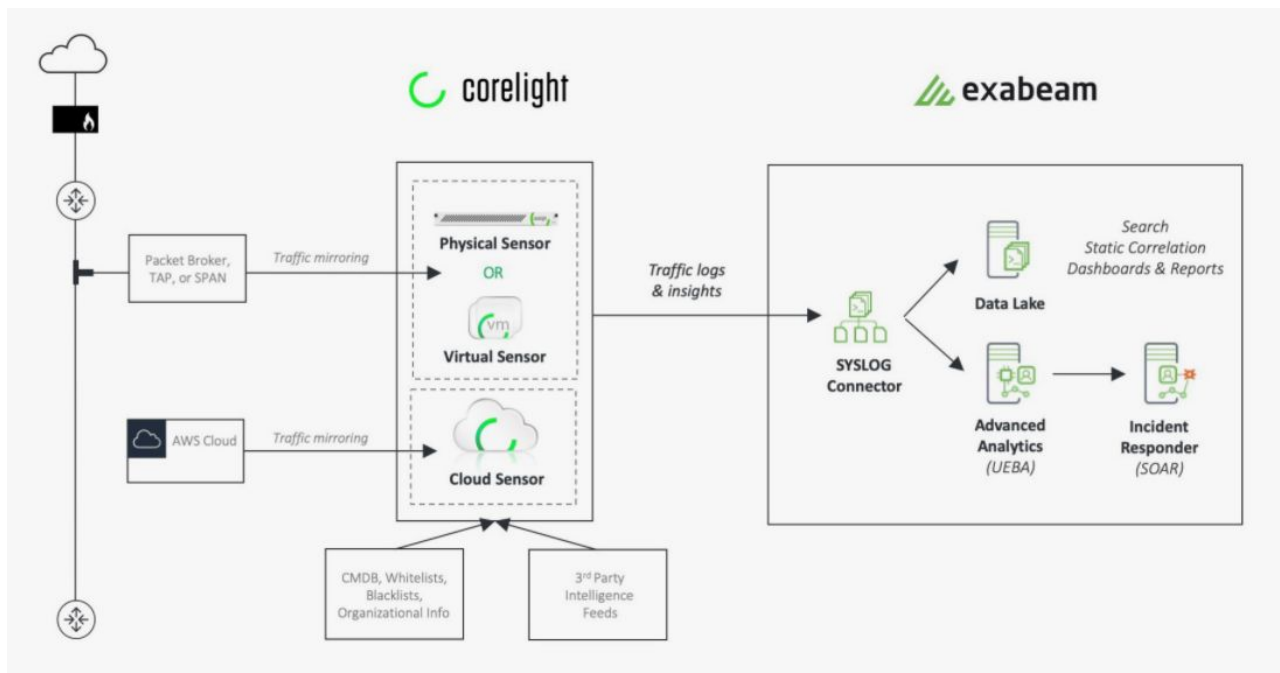 corelight
exabeam
Packet Broker,
TAP, or SPAN
Traffic mirroring
Physical Sensor
OR
vm
Virtual Sensor
AWS Cloud
Traffic mirroring
Cloud Sensor
CMDB, Whitelists,
Blacklists,
Organizational Info
3rd Party
Intelligence
Feeds
Traffic logs
& insights
SYSLOG
Connector
Data Lake
Search
Static Correlation
Dashboards & Reports
Advanced
Analytics
(UEBA)
Incident
Responder
(SOAR)